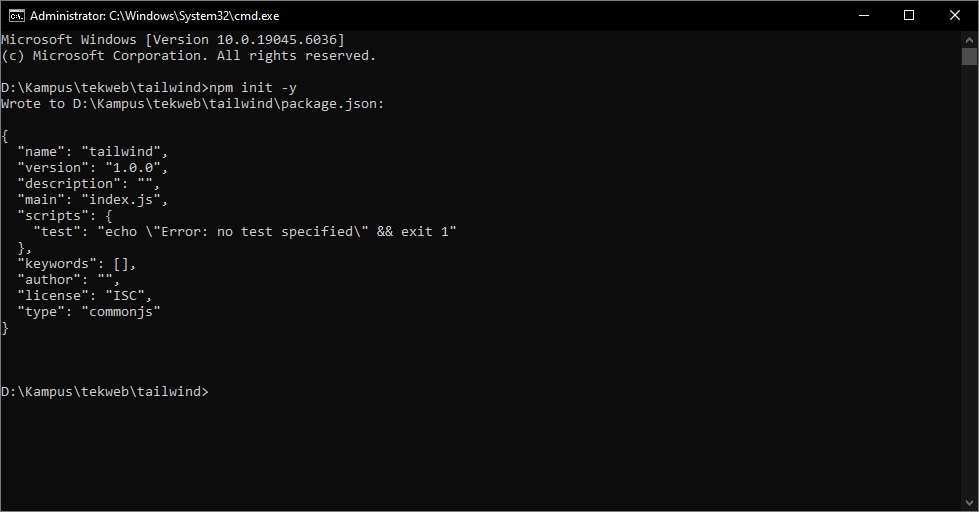 Administrator: C:\Windows\System32\cmd.exe
Microsoft Windows [Version 10.0.19045.6036]
(c) Microsoft Corporation. All rights reserved.

D:\Kampus\tekweb\tailwind>npm init -y
Wrote to D:\Kampus\tekweb\tailwind\package.json:

{
  "name": "tailwind",
  "version": "1.0.0",
  "description": "",
  "main": "index.js",
  "scripts": {
    "test": "echo \"Error: no test specified\" && exit 1"
  },
  "keywords": [],
  "author": "",
  "license": "ISC",
  "type": "commonjs"
}

D:\Kampus\tekweb\tailwind>